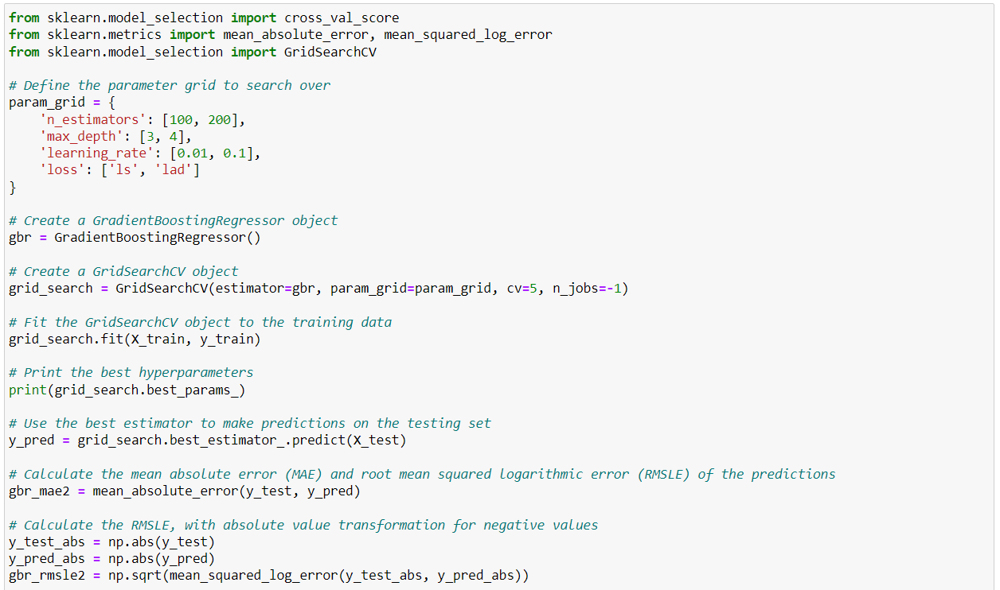 from sklearn.model_selection import cross_val_score
from sklearn.metrics import mean_absolute_error, mean_squared_log_error
from sklearn.model_selection import GridSearchCV
# Define the parameter grid to search over
param_grid = {
    'n_estimators': [100, 200],
    'max_depth': [3, 4],
    'learning_rate': [0.01, 0.1],
    'loss': ['ls', 'lad']
}
# Create a GradientBoostingRegressor object
gbr = GradientBoostingRegressor()
# Create a GridSearchCV object
grid_search = GridSearchCV(estimator=gbr, param_grid=param_grid, cv=5, n_jobs=-1)
# Fit the GridSearchCV object to the training data
grid_search.fit(X_train, y_train)
# Print the best hyperparameters
print(grid_search.best_params_)
# Use the best estimator to make predictions on the testing set
y_pred = grid_search.best_estimator_.predict(X_test)
# Calculate the mean absolute error (MAE) and root mean squared logarithmic error (RMSLE) of the predictions
gbr_mae2 = mean_absolute_error(y_test, y_pred)
# Calculate the RMSLE, with absolute value transformation for negative values
y_test_abs = np.abs(y_test)
y_pred_abs = np.abs(y_pred)
gbr_rmsle2 = np.sqrt(mean_squared_log_error(y_test_abs, y_pred_abs))